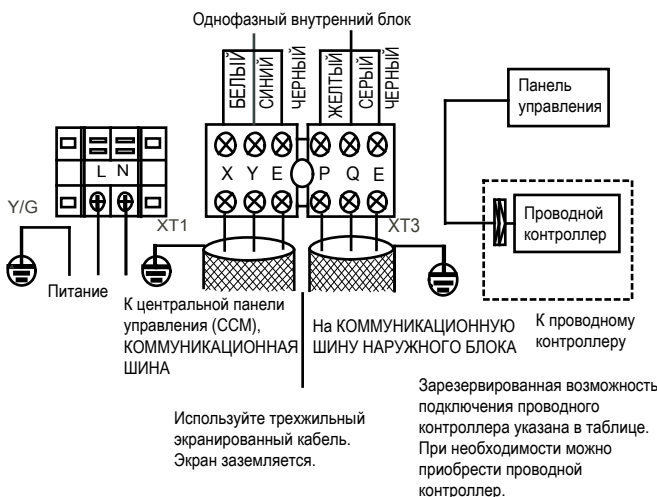 Однофазный внутренний блок
БЕЛЫЙ
СИНИЙ
ЧЕРНЫЙ
ЖЕЛТЫЙ
СЕРЫЙ
ЧЕРНЫЙ
Панель
управления
L N
X Y E P Q E
Y/G
XT1
XT3
Проводной
контроллер
Питание
К центральной панели
управления (CCM),
КОММУНИКАЦИОННАЯ
ШИНА
На КОММУНИКАЦИОННУЮ
ШИНУ НАРУЖНОГО БЛОКА
К проводному
контроллеру
Используйте трехжильный
экранированный кабель.
Экран заземляется.
Зарезервированная возможность
подключения проводного
контроллера указана в таблице.
При необходимости можно
приобрести проводной
контроллер.